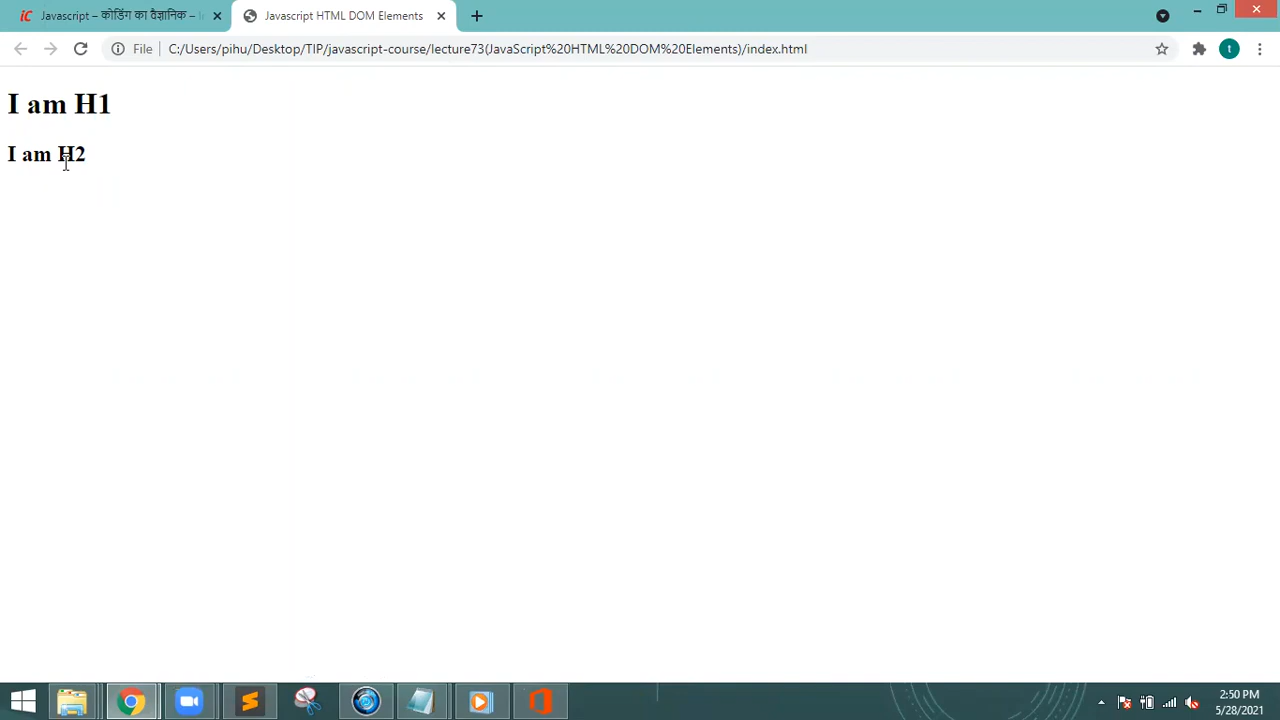 iC Javascript – कोडिंग का वैज्ञानिक –
Javascript HTML DOM Elements
File C:/Users/pihu/Desktop/TIP/javascript-course/lecture73(JavaScript%20HTML%20DOM%20Elements)/index.html
t
I am H1
I am H2
2:50 PM
5/28/2021